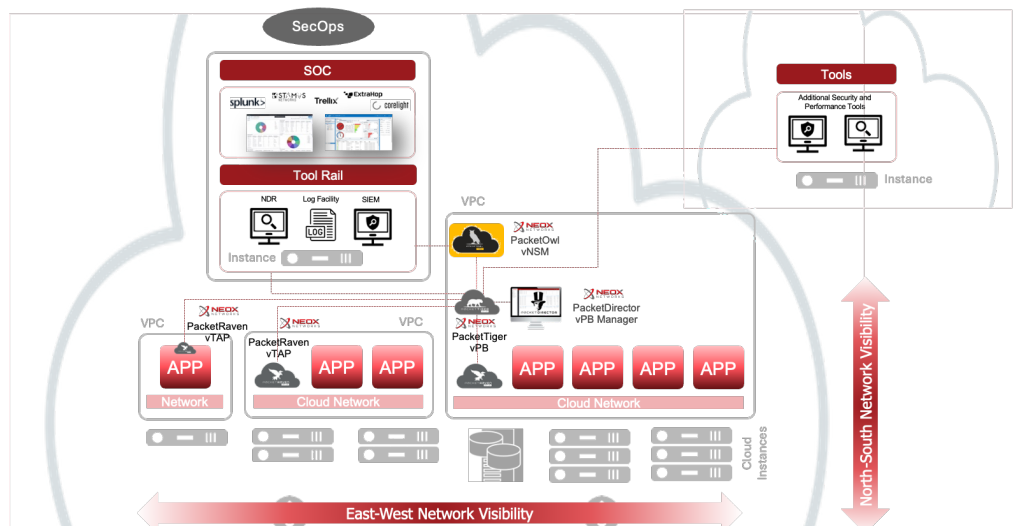 SecOps
SOC
splunk>
STAMUS
NETWORKS
Trellix
ExtraHop
corelight
Tool Rail
NDR
Log Facility
SIEM
LOG
Instance
Tools
Additional Security and
Performance Tools
Instance
VPC
NEOX
NETWORKS
PacketOwl
vNSM
NEOX
NETWORKS
PacketDirector
vPB Manager
PACKETDIRECTOR
NEOX
NETWORKS
PacketTiger
vPB
VPC
NEOX
NETWORKS
PacketRaven
vTAP
APP
Network
VPC
NEOX
NETWORKS
PacketRaven
vTAP
APP
APP
Cloud Network
APP
APP
APP
APP
Cloud Network
Cloud
Instances
East-West Network Visibility
North-South Network Visibility